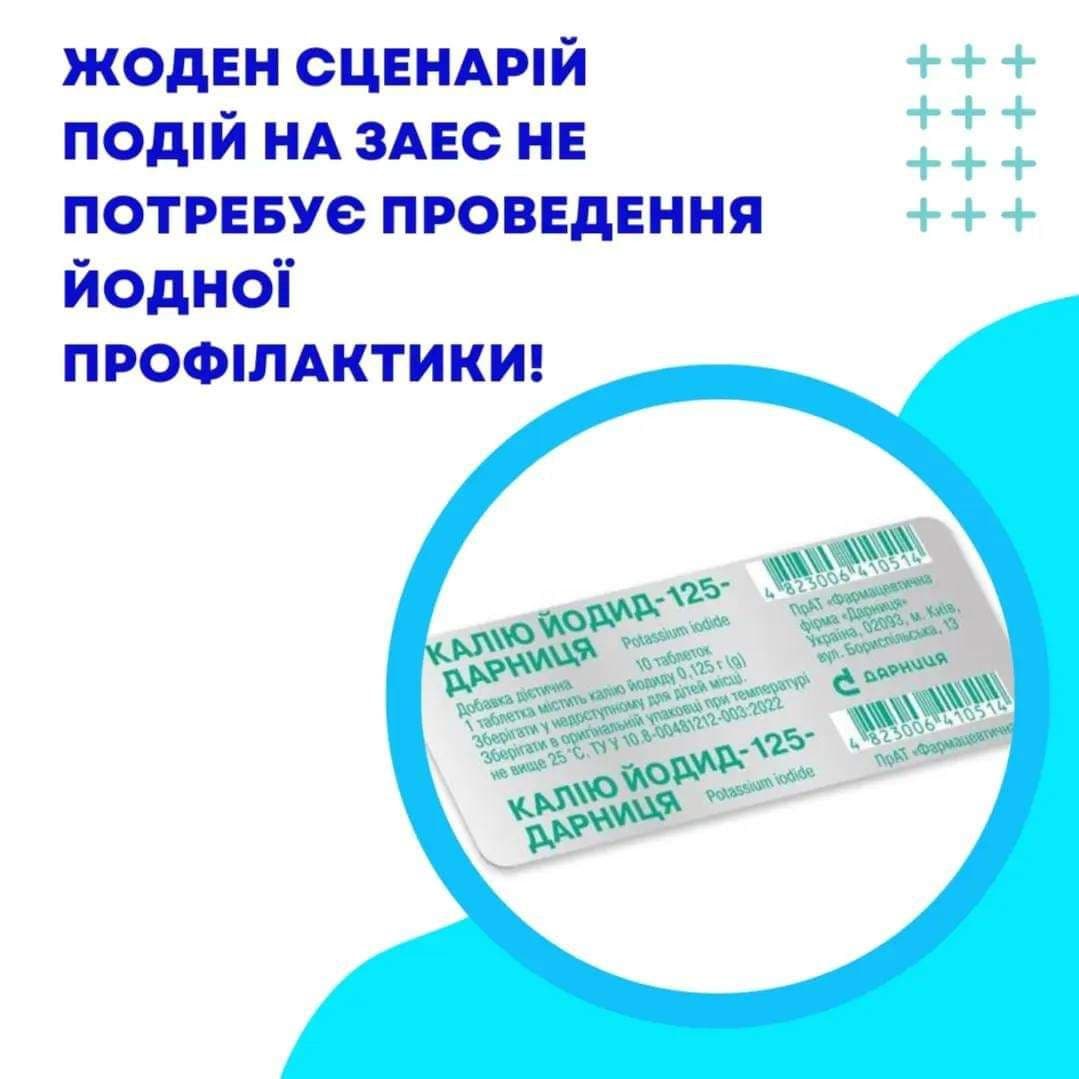 ЖОДЕН СЦЕНАРІЙ
ПОДІЙ НА ЗАЕС НЕ
ПОТРЕБУЄ ПРОВЕДЕННЯ
ЙОДНОЇ
ПРОФІЛАКТИКИ!
КАЛІЮ ЙОДИД-125-
ДАРНИЦЯ
Potassium iodide
10 таблеток
Добавка дієтична
1 таблетка містить калію йодиду 0,125 г (g)
Зберігати у недоступному для дітей місці.
Зберігати в оригінальній упаковці при температурі
не вище 25 °С, ТУ У 10.8-00481212-003:2022
4 823006 410514
ПрАТ «Фармацевтична
фірма «Дарниця»
Україна, 02093, м. Київ,
вул. Бориспільська, 13
ДАРНИЦЯ
КАЛІЮ ЙОДИД-125-
ДАРНИЦЯ
Potassium iodide
4 823006 410514
ПрАТ «Фармацевтичн